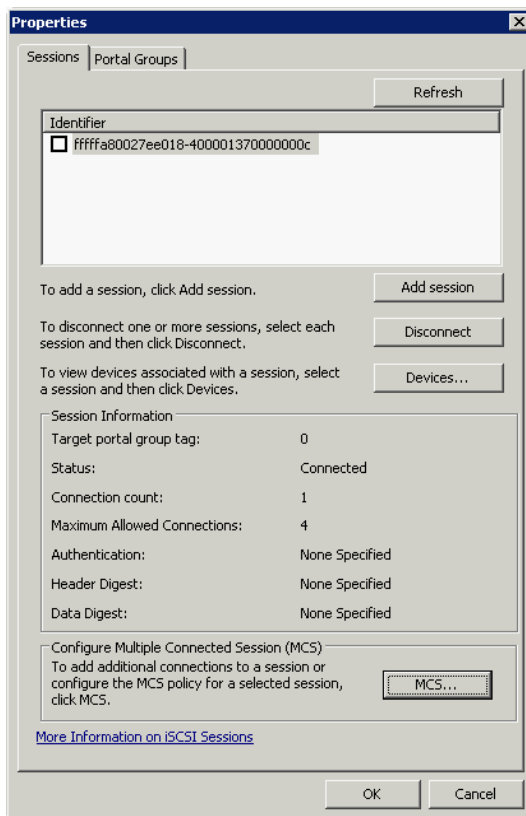 Properties
Sessions
Portal Groups
Refresh
Identifier
fffffa80027ee018-400001370000000c
To add a session, click Add session.
Add session
To disconnect one or more sessions, select each
session and then click Disconnect.
Disconnect
To view devices associated with a session, select
a session and then click Devices.
Devices...
Session Information
Target portal group tag: 0
Status: Connected
Connection count: 1
Maximum Allowed Connections: 4
Authentication: None Specified
Header Digest: None Specified
Data Digest: None Specified
Configure Multiple Connected Session (MCS)
To add additional connections to a session or
configure the MCS policy for a selected session,
click MCS.
MCS...
More Information on iSCSI Sessions
OK
Cancel